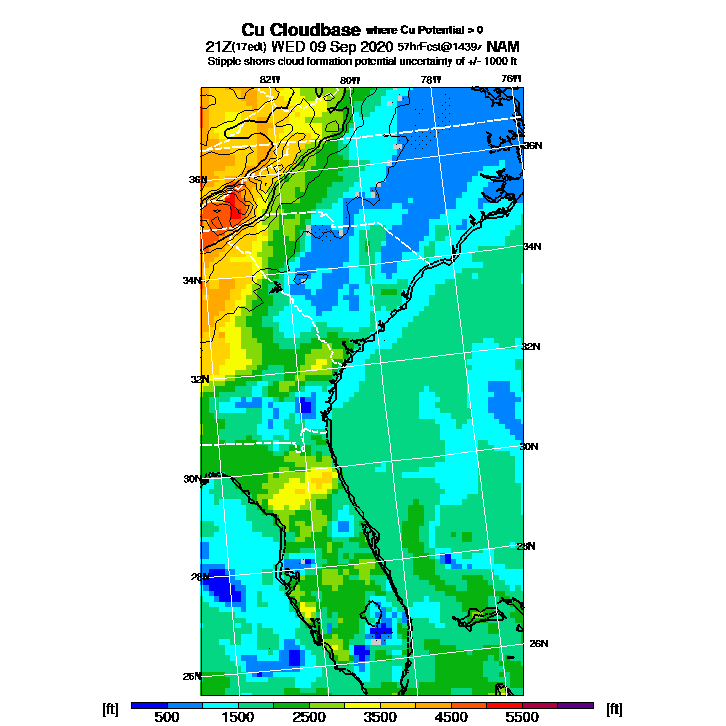 Cu Cloudbase where Cu Potential > 0
21Z(17edt) WED 09 Sep 2020 57hrFcst@1439z NAM
Stipple shows cloud formation potential uncertainty of +/- 1000 ft
82W 80W 78W 76W
36N
36N
34N
34N
32N
32N
30N
30N
28N
28N
26N
26N
[ft] 500 1500 2500 3500 4500 5500 [ft]